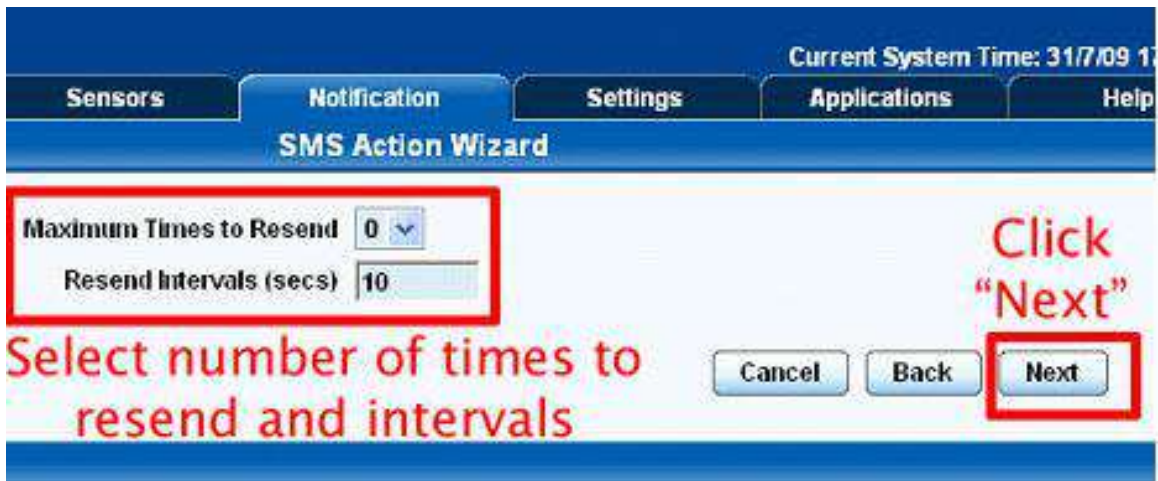 Current System Time: 31/7/09
Sensors Notification Settings Applications Help
SMS Action Wizard
Maximum Times to Resend 0
Resend Intervals (secs) 10
Click
“Next”
Select number of times to
resend and intervals
Cancel Back Next